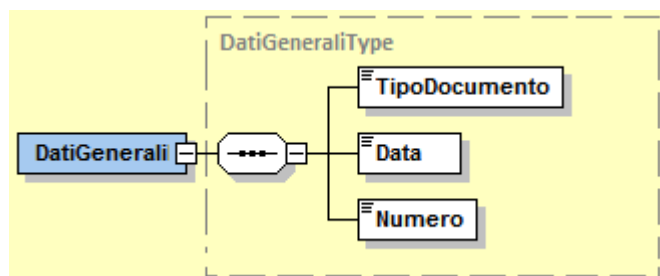 DatiGeneraliType
TipoDocumento
DatiGenerali
Data
Numero